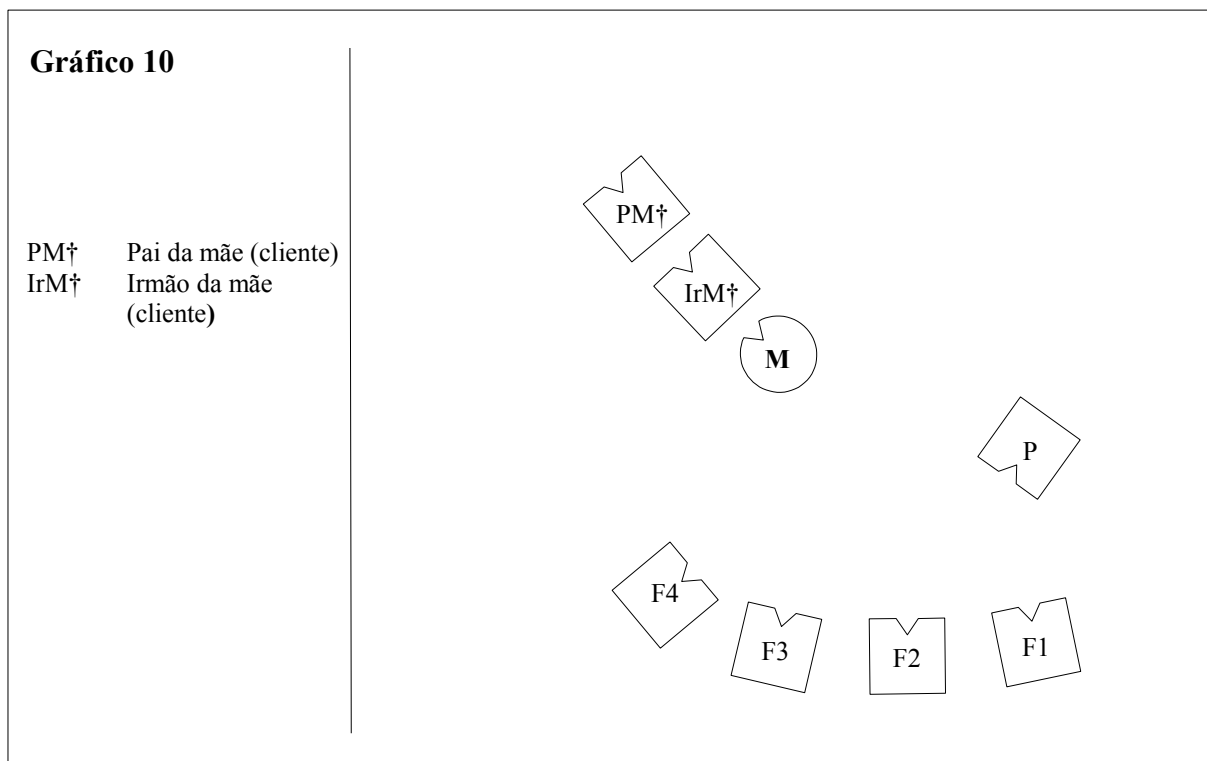 Gráfico 10
PM† Pai da mãe (cliente)
IrM† Irmão da mãe
(cliente)
PM†
IrM†
M
P
F4
F3
F2
F1